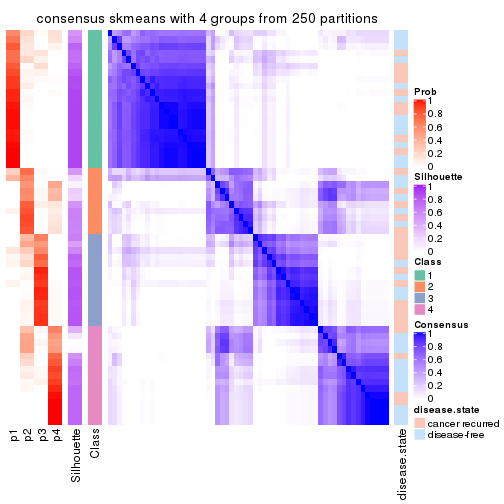 consensus skmeans with 4 groups from 250 partitions
Prob
1
0.8
0.6
0.4
0.2
0
Silhouette
1
0.8
0.6
0.4
0.2
0
Class
1
2
3
4
Consensus
1
0.8
0.6
0.4
0.2
0
disease.state
cancer recurred
disease-free
p1
p2
p3
p4
Silhouette
Class
disease.state